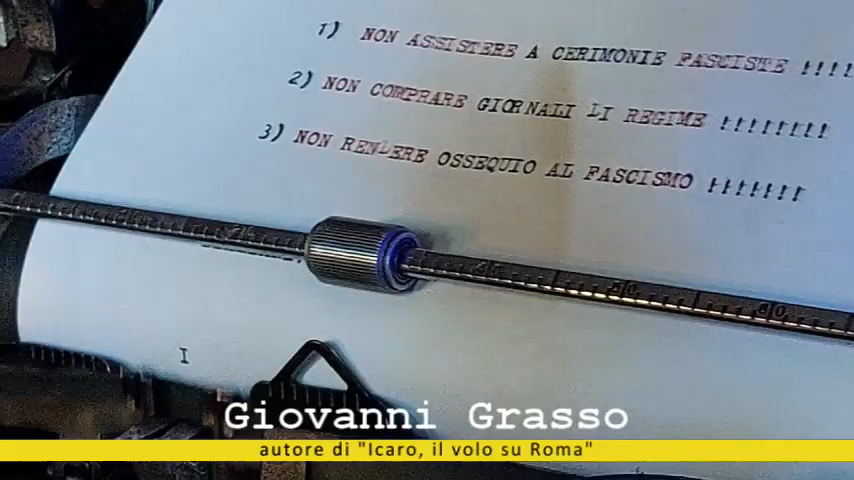 1) NON ASSISTERE A CERIMONIE FASCISTE !!!!
2) NON COMPRARE GIORNALI DI REGIME !!!!!!!!
3) NON RENDERE OSSEQUIO AL FASCISMO !!!!!!!
I
Giovanni Grasso
autore di "Icaro, il volo su Roma"